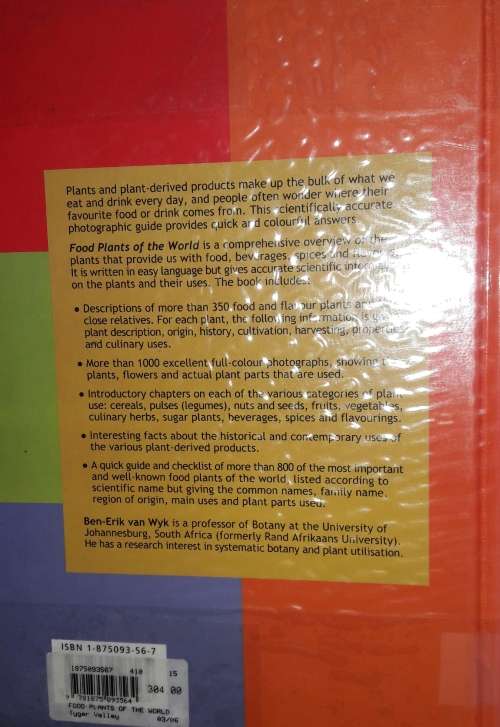 Plants and plant-derived products make up the bulk of what we
eat and drink every day, and people often wonder where their
favourite food or drink comes from. This scientifically accurate
photographic guide provides quick and colourful answers.
Food Plants of the World is a comprehensive overview of the
plants that provide us with food, beverages, spices and
It is written in easy language but gives accurate scientific
on the plants and their uses. The book includes:
• Descriptions of more than 350 food and flavour plants and
close relatives. For each plant, the following information is
plant description, origin, history, cultivation, harvesting, properties
and culinary uses.
• More than 1000 excellent full-colour photographs, showing
plants, flowers and actual plant parts that are used.
• Introductory chapters on each of the various categories of plant
use: cereals, pulses (legumes), nuts and seeds, fruits, vegetables,
culinary herbs, sugar plants, beverages, spices and flavourings.
• Interesting facts about the historical and contemporary uses of
the various plant-derived products.
• A quick guide and checklist of more than 800 of the most important
and well-known food plants of the world, listed according to
scientific name but giving the common names, family name,
region of origin, main uses and plant parts used.
Ben-Erik van Wyk is a professor of Botany at the University of
Johannesburg, South Africa (formerly Rand Afrikaans University).
He has a research interest in systematic botany and plant utilisation.
ISBN 1-875093-56-7
1875093567 410 15
304 00
9 781875 093564
FOOD PLANTS OF THE WORLD
Tyger Valley 03/06